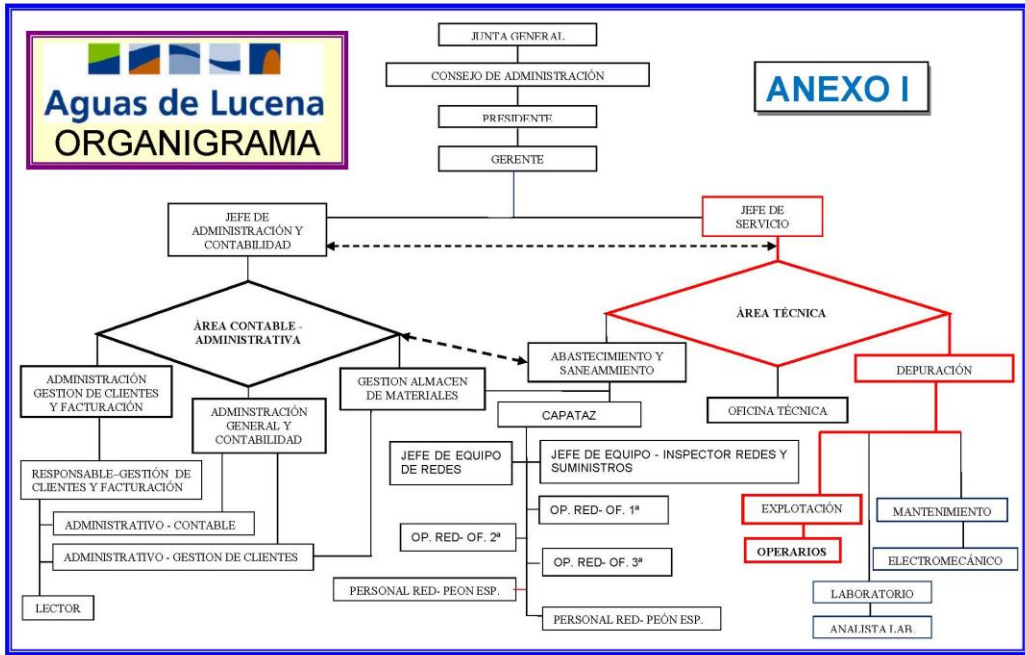 JUNTA GENERAL
CONSEJO DE ADMINISTRACIÓN
PRESIDENTE
GERENTE
Aguas de Lucena
ORGANIGRAMA
ANEXO I
JEFE DE
ADMINISTRACIÓN Y
CONTABILIDAD
JEFE DE
SERVICIO
ÀREA CONTABLE -
ADMINISTRATIVA
ÀREA TÉCNICA
ADMINISTRACIÓN
GESTION DE CLIENTES
Y FACTURACIÓN
ADMINSTRACIÓN
GENERAL Y
CONTABILIDAD
GESTION ALMACEN
DE MATERIALES
ABASTECIMIENTO Y
SANEAMMIENTO
OFICINA TÉCNICA
DEPURACIÓN
CAPATAZ
RESPONSABLE–GESTIÓN DE
CLIENTES Y FACTURACIÓN
ADMINISTRATIVO - CONTABLE
ADMINISTRATIVO - GESTION DE CLIENTES
LECTOR
JEFE DE EQUIPO
DE REDES
JEFE DE EQUIPO - INSPECTOR REDES Y
SUMINISTROS
OP. RED- OF. 1ª
OP. RED- OF. 2ª
OP. RED- OF. 3ª
PERSONAL RED- PEON ESP.
PERSONAL RED- PEÓN ESP.
EXPLOTACIÓN
OPERARIOS
MANTENIMIENTO
ELECTROMECÁNICO
LABORATORIO
ANALISTA LAB.